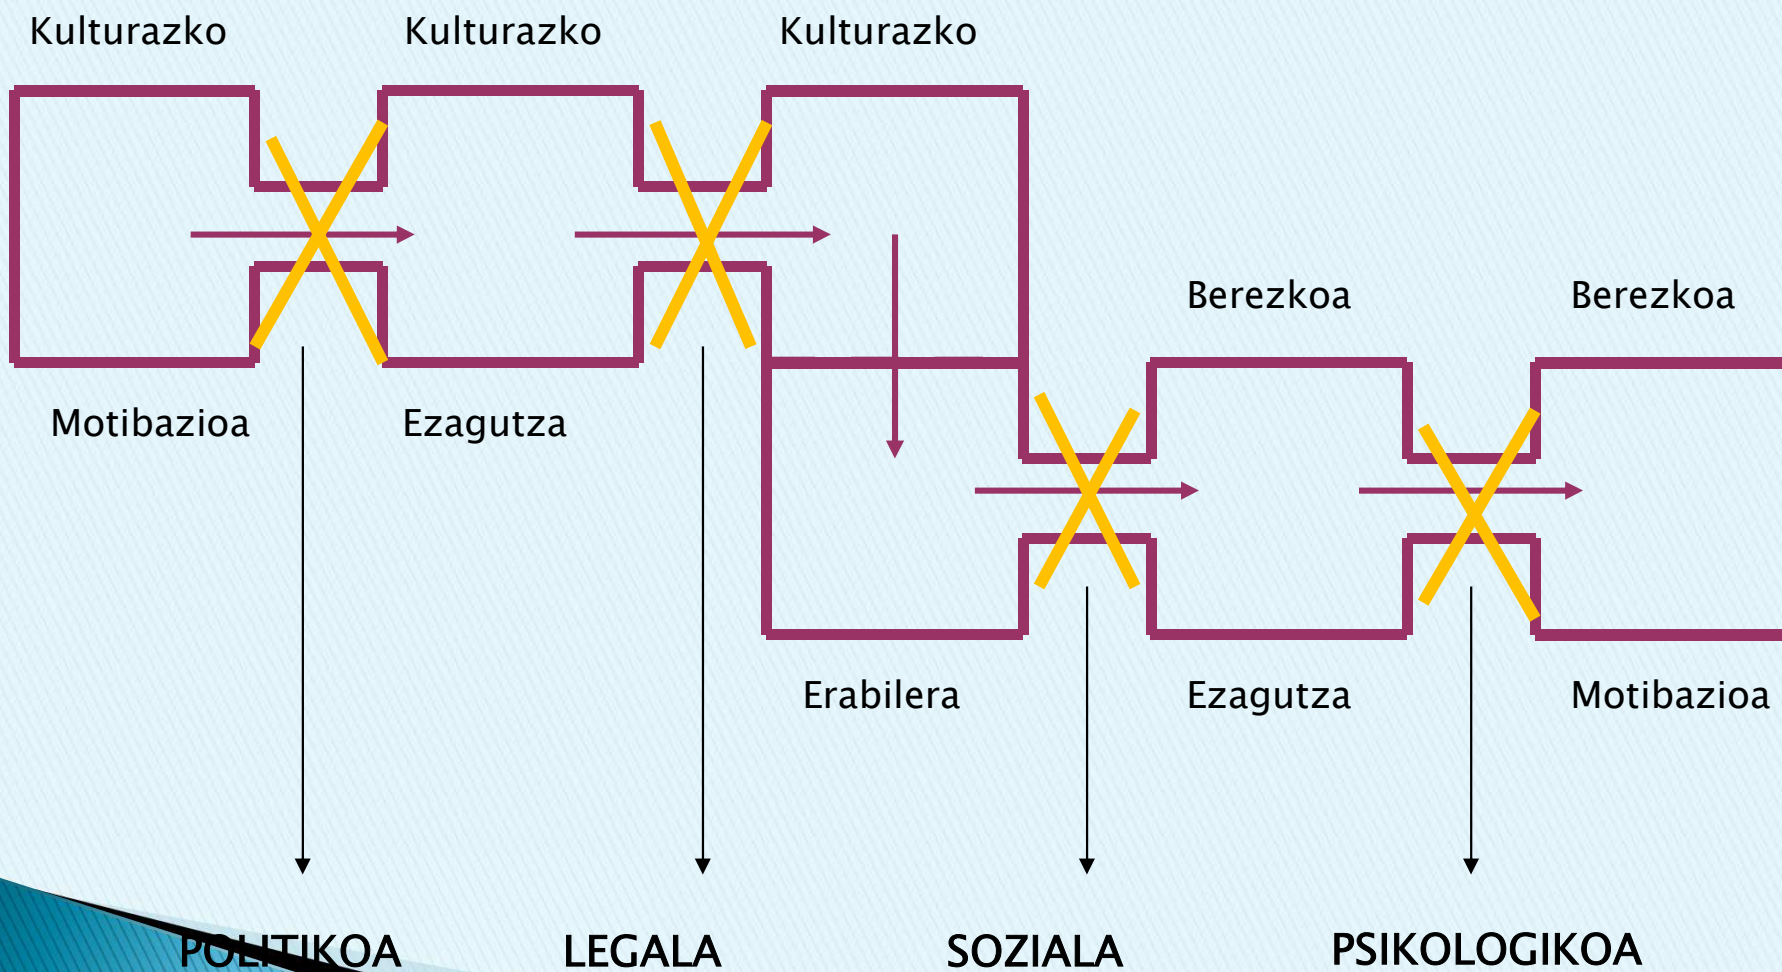 Kulturazko Kulturazko Kulturazko
Berezkoa Berezkoa
Motibazioa Ezagutza
Erabilera Ezagutza Motibazioa
POLITIKOA LEGALA SOZIALA PSIKOLOGIKOA